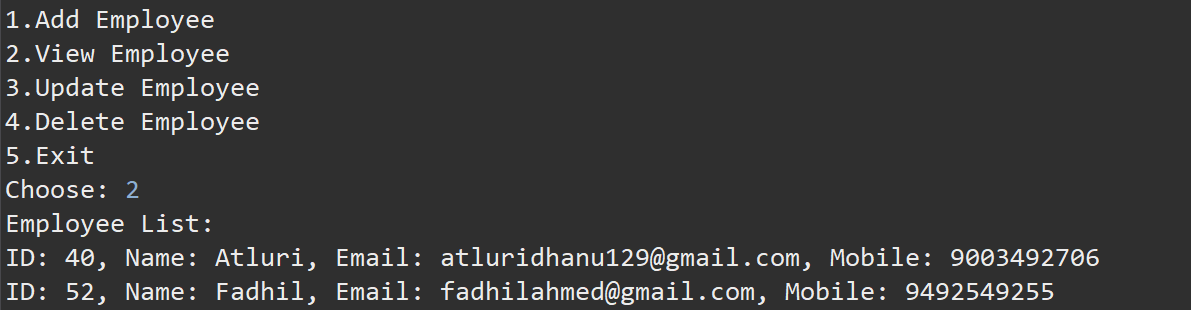 1.Add Employee
2.View Employee
3.Update Employee
4.Delete Employee
5.Exit
Choose: 2
Employee List:
ID: 40, Name: Atluri, Email: atluridhanu129@gmail.com, Mobile: 9003492706
ID: 52, Name: Fadhil, Email: fadhilahmed@gmail.com, Mobile: 9492549255